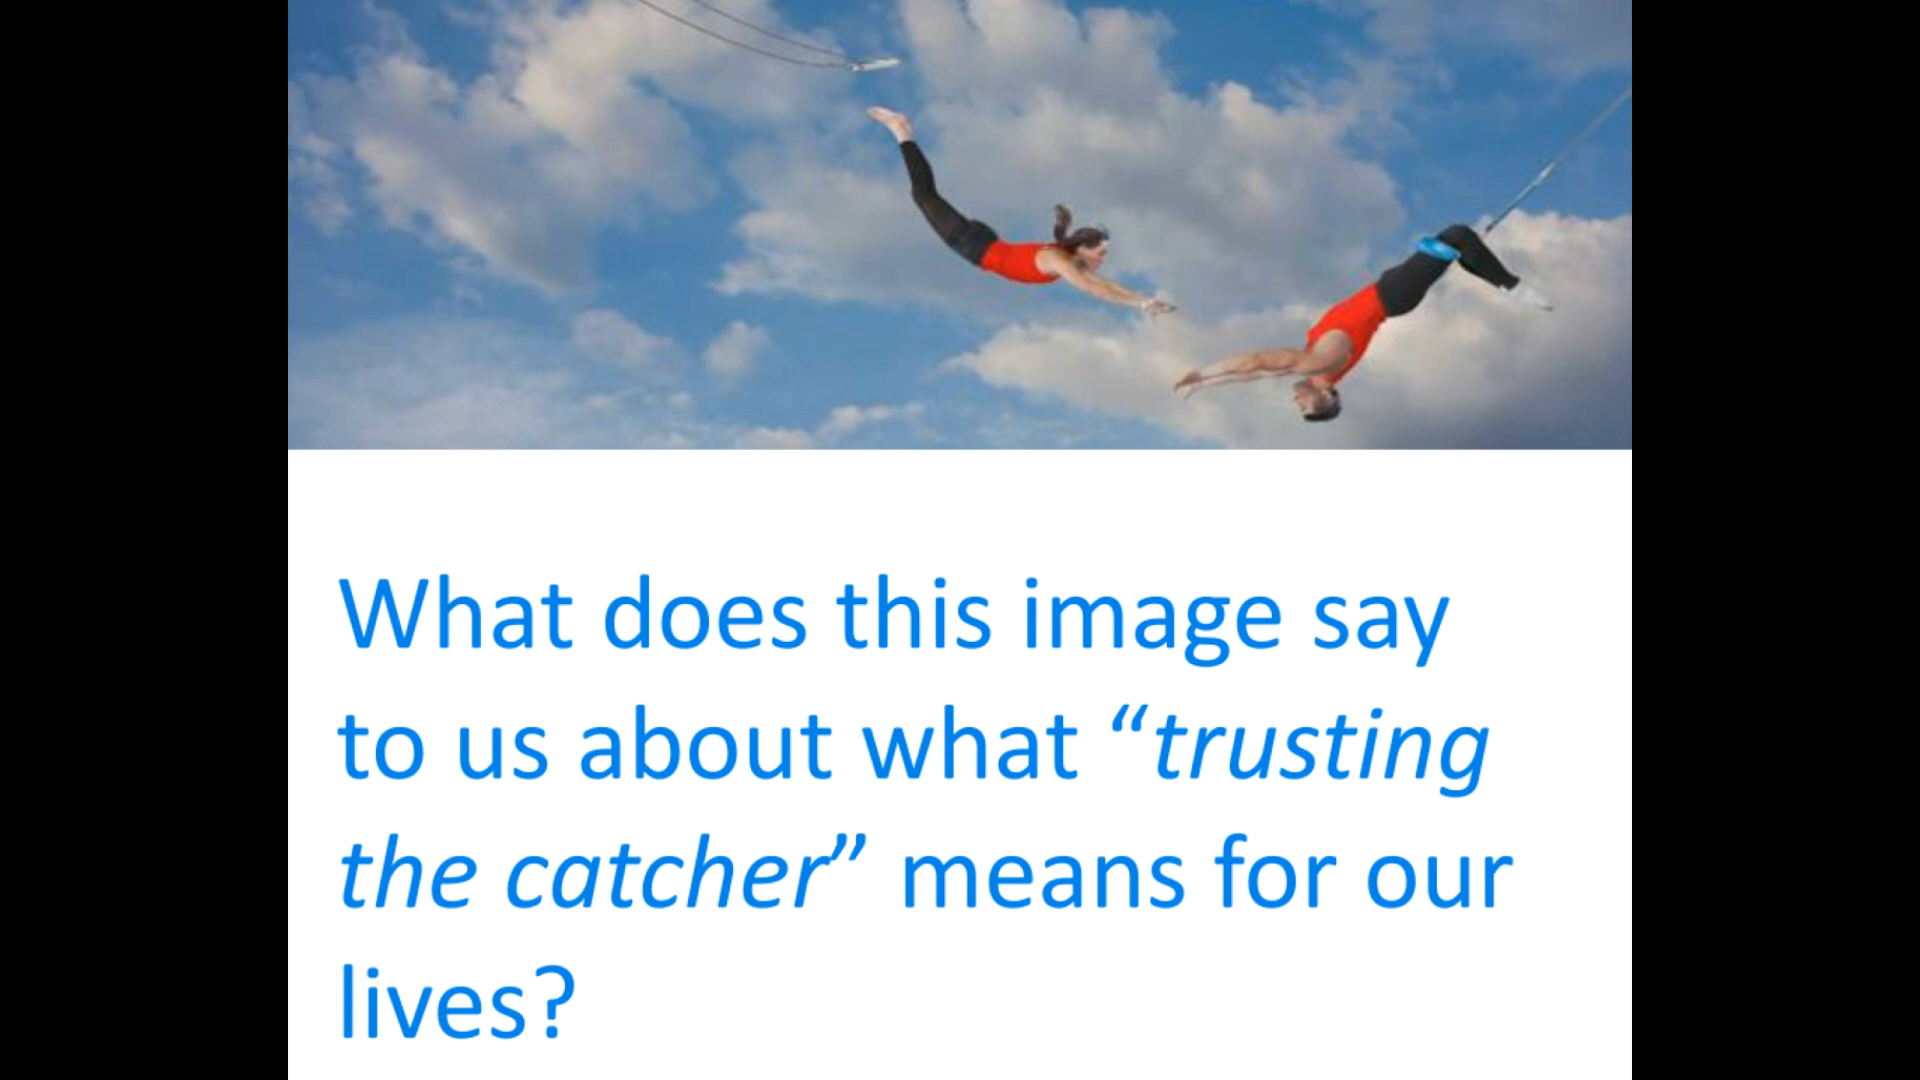 What does this image say
to us about what “trusting
the catcher” means for our
lives?